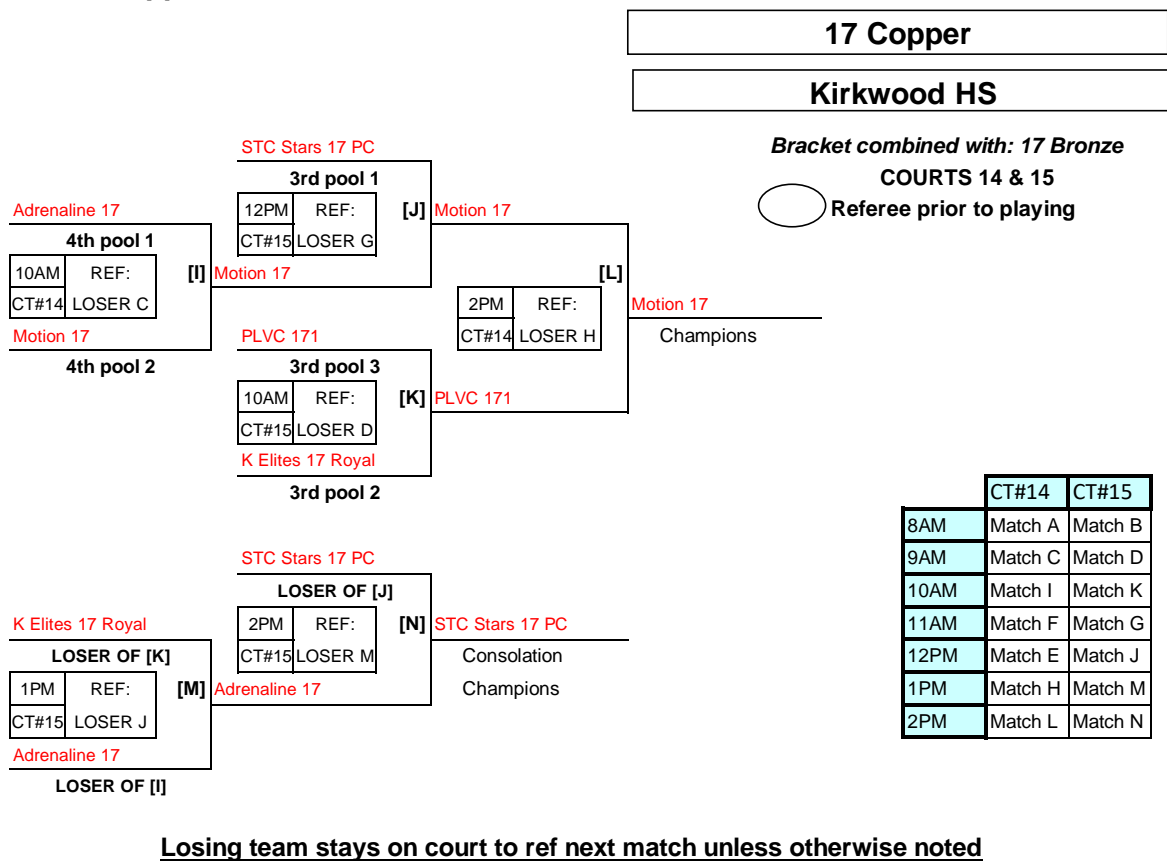 17 Copper
Kirkwood HS
Bracket combined with: 17 Bronze
COURTS 14 & 15
Referee prior to playing
STC Stars 17 PC
3rd pool 1
12PM REF: [J] Motion 17
CT#15 LOSER G
Adrenaline 17
4th pool 1
10AM REF: [I] Motion 17
CT#14 LOSER C
Motion 17
4th pool 2
[L]
2PM REF: Motion 17
CT#14 LOSER H Champions
PLVC 171
3rd pool 3
10AM REF: [K] PLVC 171
CT#15 LOSER D
K Elites 17 Royal
3rd pool 2
STC Stars 17 PC
LOSER OF [J]
2PM REF: [N] STC Stars 17 PC
CT#15 LOSER M Consolation
Champions
K Elites 17 Royal
LOSER OF [K]
1PM REF: [M] Adrenaline 17
CT#15 LOSER J
Adrenaline 17
LOSER OF [I]
CT#14 CT#15
8AM Match A Match B
9AM Match C Match D
10AM Match I Match K
11AM Match F Match G
12PM Match E Match J
1PM Match H Match M
2PM Match L Match N
Losing team stays on court to ref next match unless otherwise noted